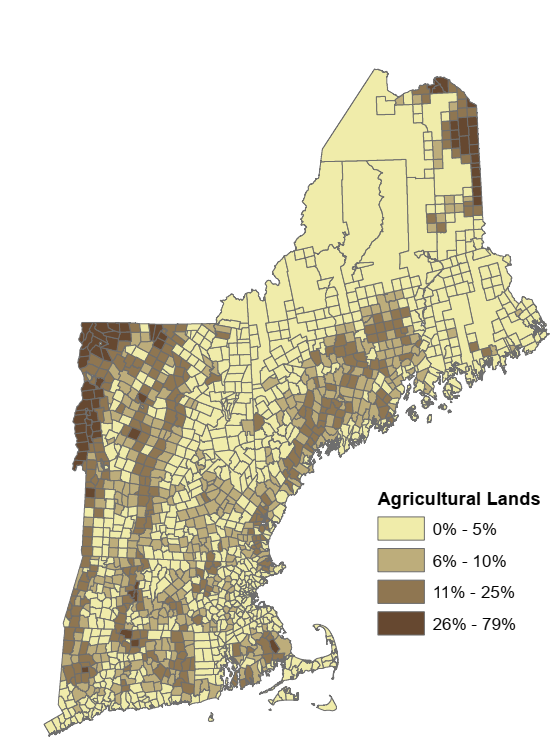 Agricultural Lands
0% - 5%
6% - 10%
11% - 25%
26% - 79%